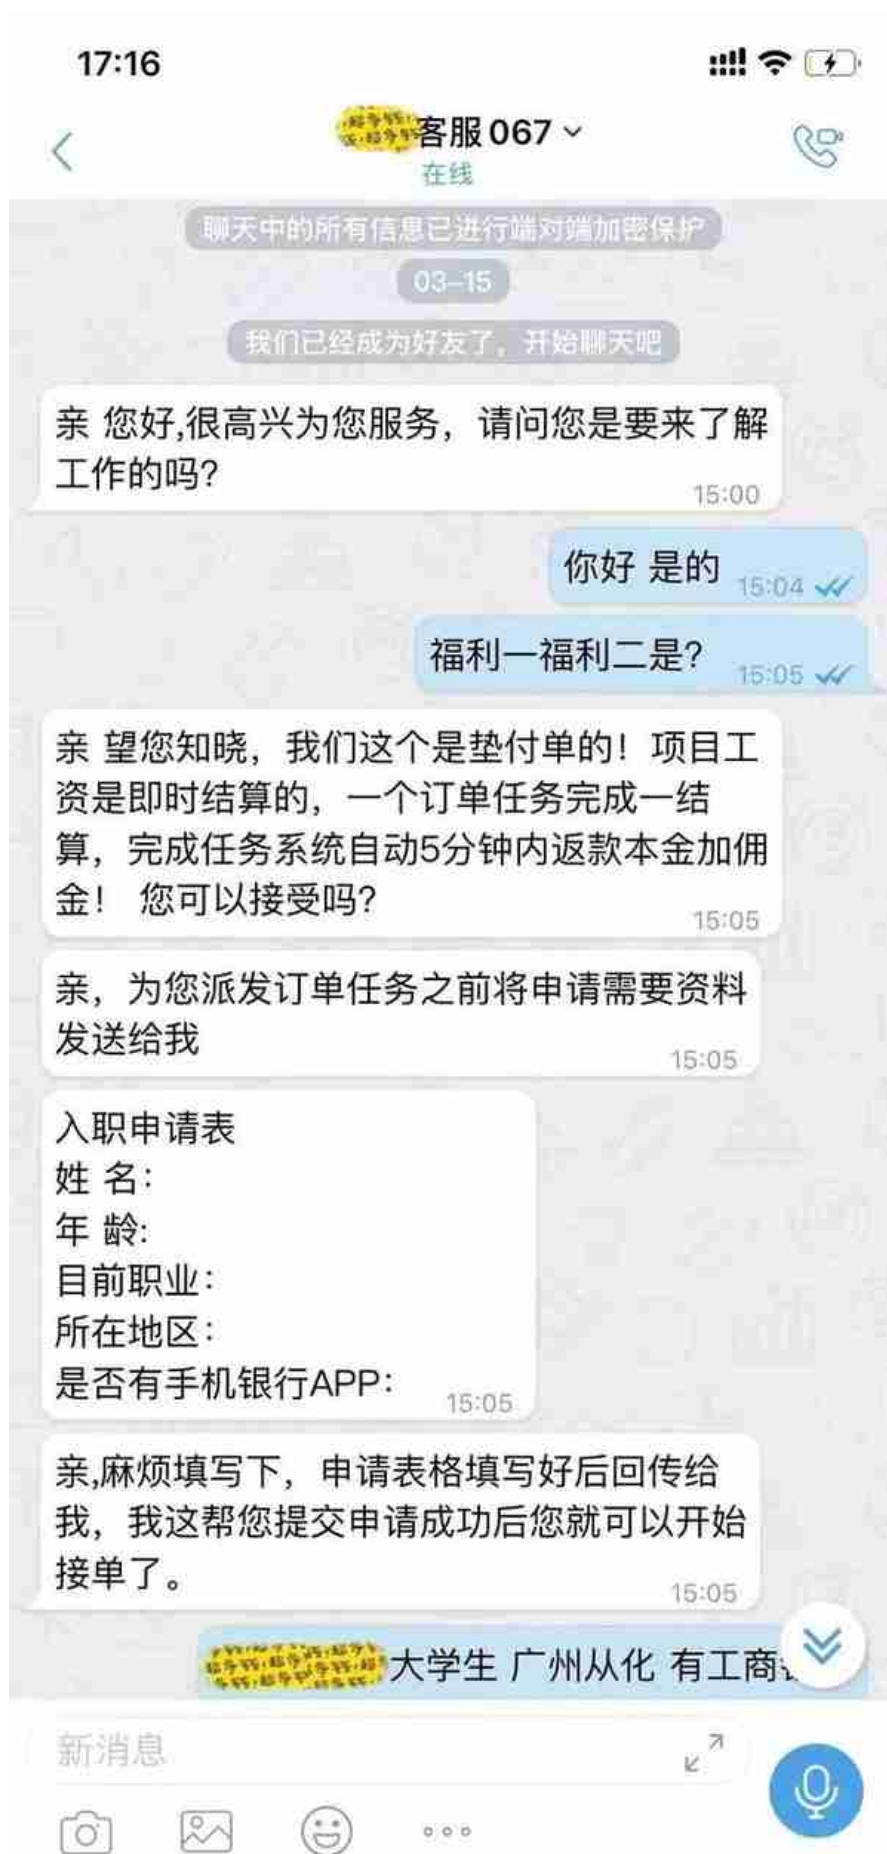 17:16
客服067
在线
聊天中的所有信息已进行端对端加密保护
03-15
我们已经成为好友了，开始聊天吧
亲 您好,很高兴为您服务，请问您是要来了解
工作的吗?
15:00
你好 是的
15:04
福利一福利二是?
15:05
亲 望您知晓，我们这个是垫付单的！项目工
资是即时结算的，一个订单任务完成一结
算，完成任务系统自动5分钟内返款本金加佣
金！ 您可以接受吗?
15:05
亲，为您派发订单任务之前将申请需要资料
发送给我
15:05
入职申请表
姓 名：
年 龄:
目前职业：
所在地区：
是否有手机银行APP：
15:05
亲,麻烦填写下，申请表格填写好后回传给
我，我这帮您提交申请成功后您就可以开始
接单了。
15:05
大学生 广州从化 有工商
新消息